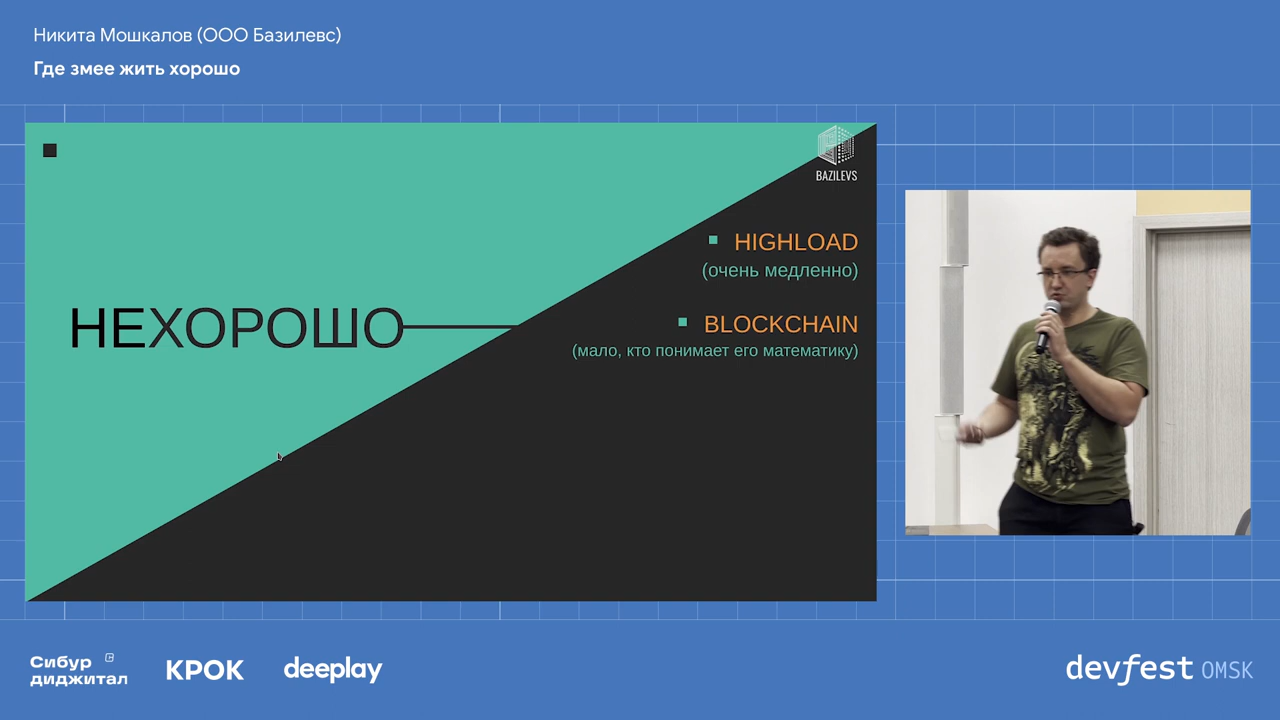 Никита Мошкалов (ООО Базилевс)
Где змее жить хорошо
BAZILEVS
НЕХОРОШО
HIGHLOAD
(очень медленно)
BLOCKCHAIN
(мало, кто понимает его математику)
Сибур
диджитал
КРОК
deeplay
devfest OMSK